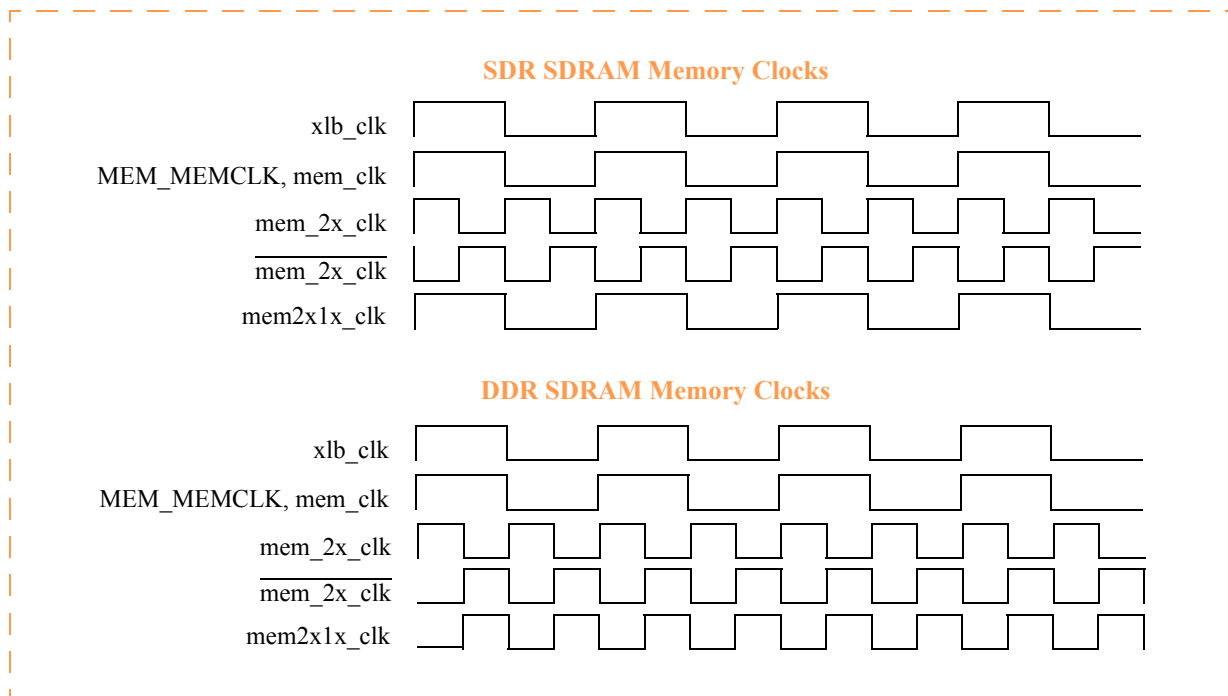 SDR SDRAM Memory Clocks
xlb_clk
MEM_MEMCLK, mem_clk
mem_2x_clk
mem_2x_clk
mem2x1x_clk
DDR SDRAM Memory Clocks
xlb_clk
MEM_MEMCLK, mem_clk
mem_2x_clk
mem_2x_clk
mem2x1x_clk